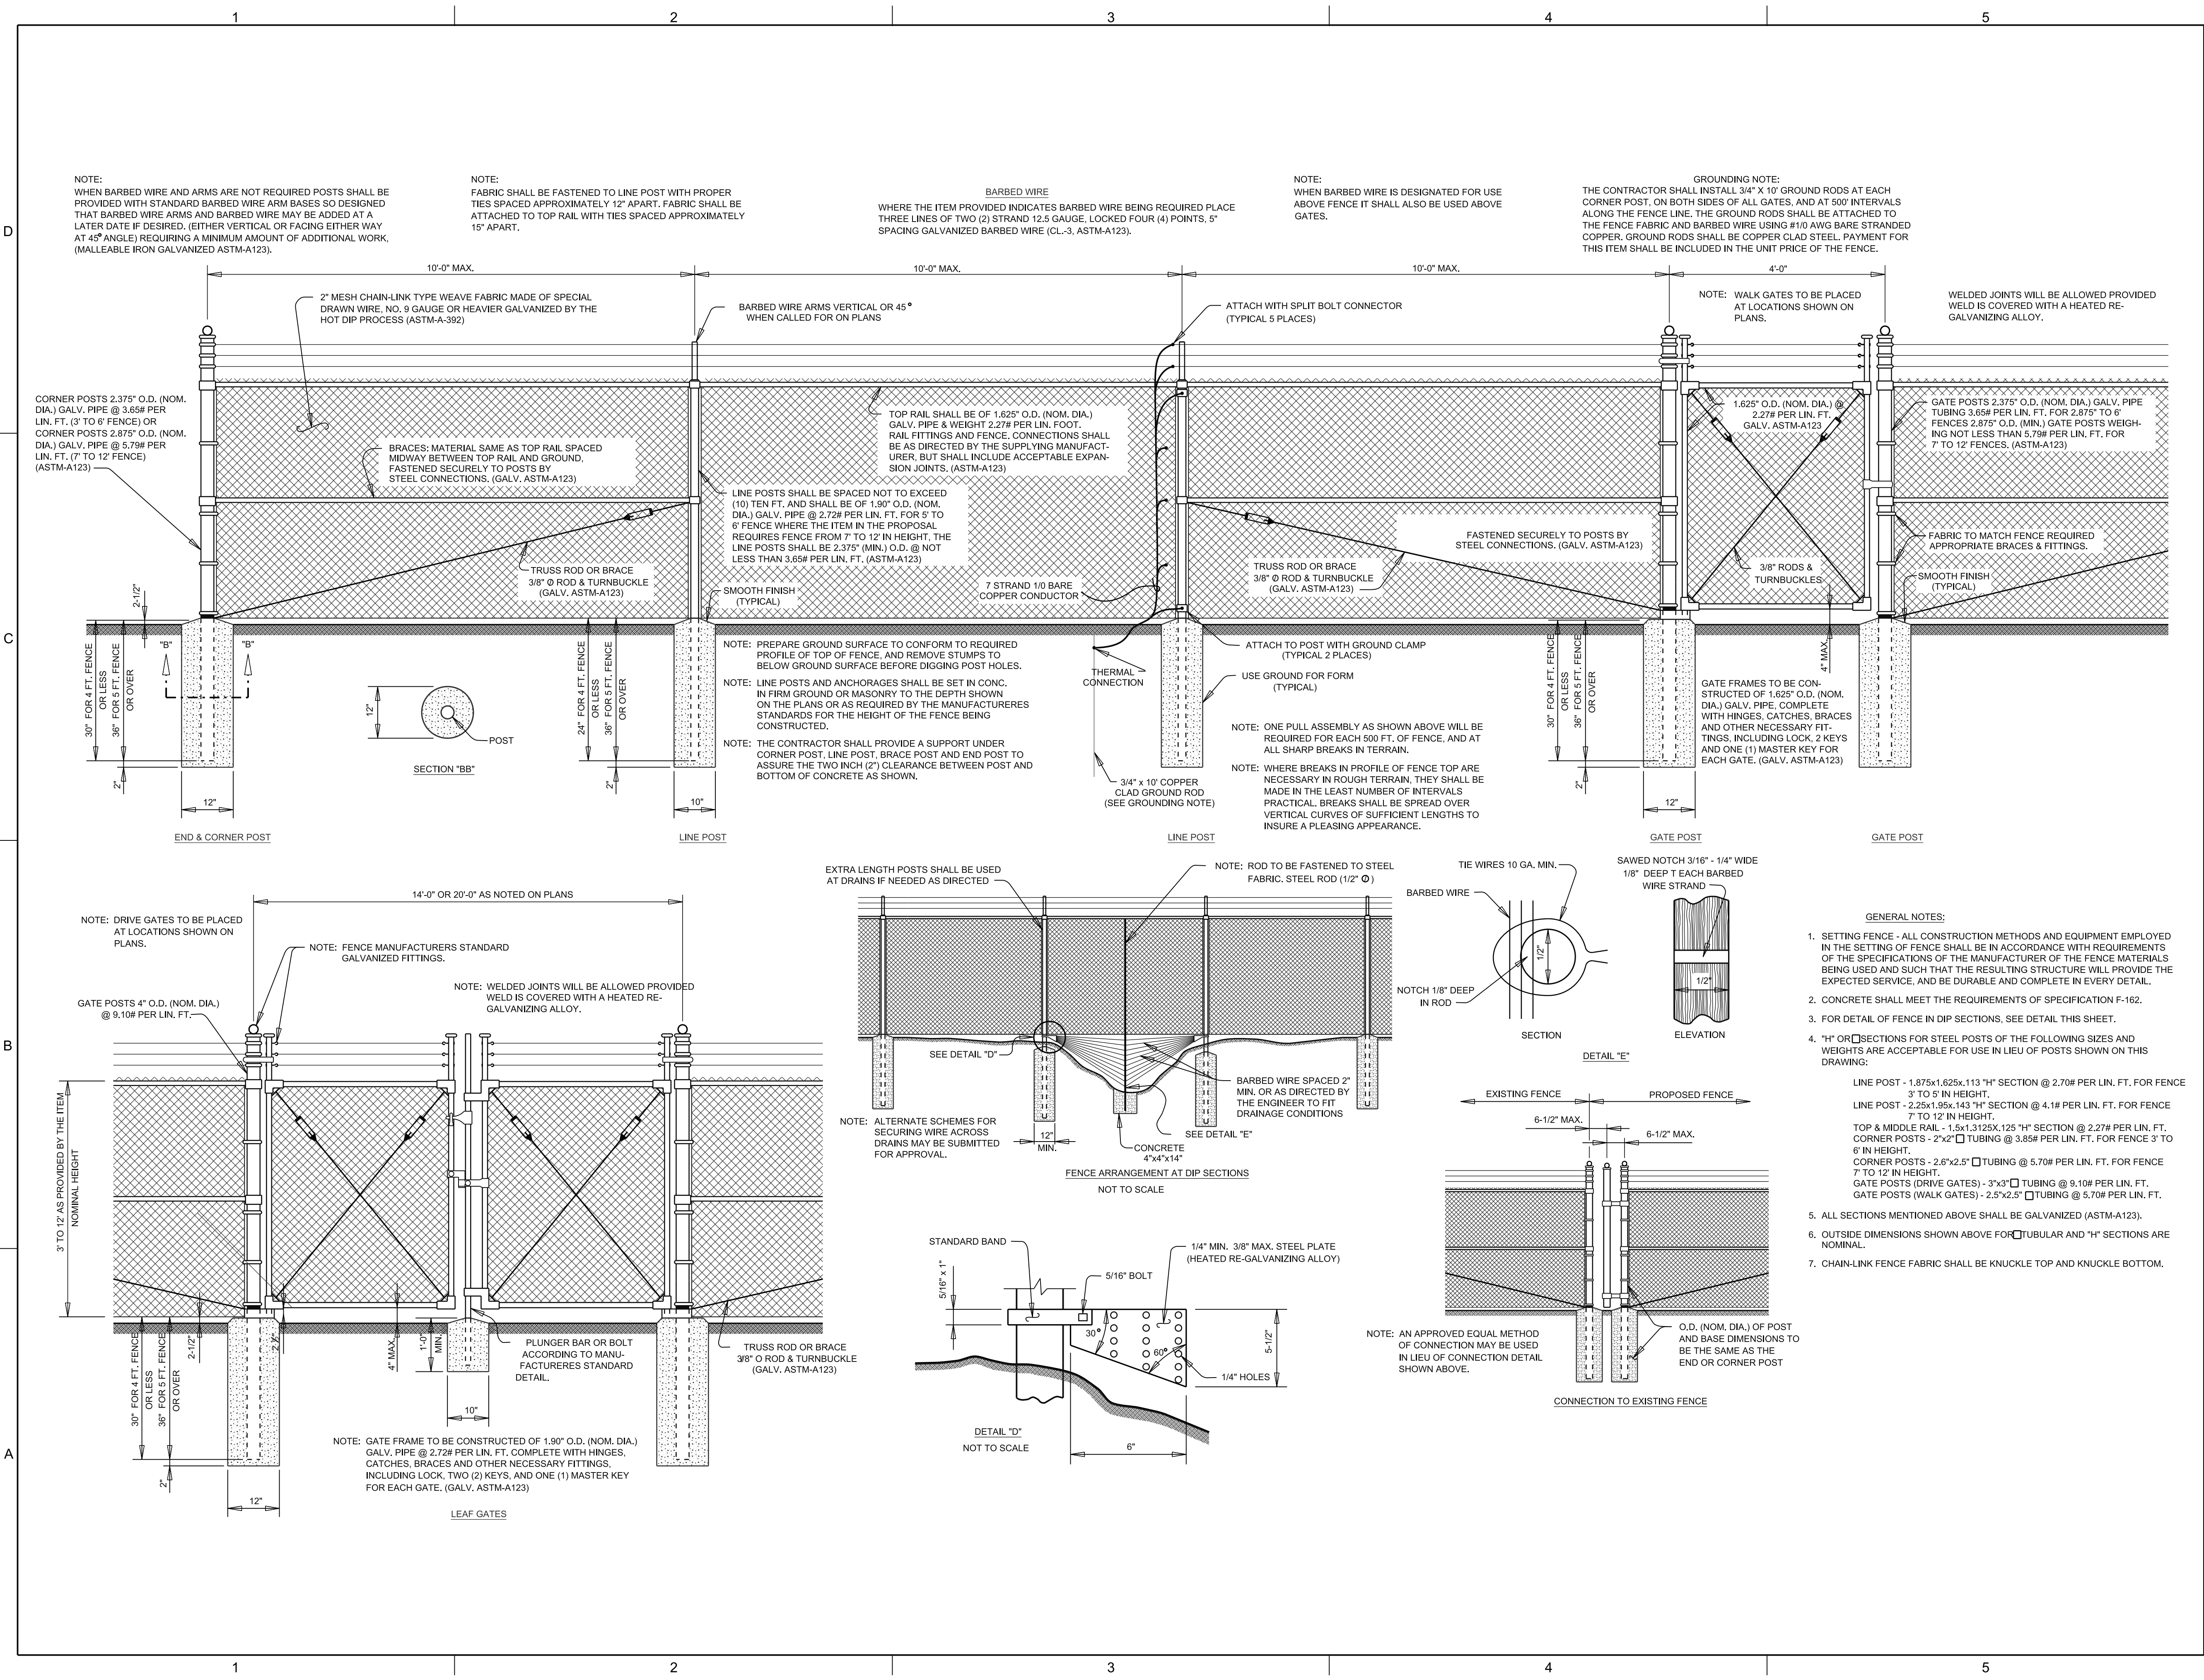 1
2
3
4
5
D
C
B
A
NOTE:
WHEN BARBED WIRE AND ARMS ARE NOT REQUIRED POSTS SHALL BE
PROVIDED WITH STANDARD BARBED WIRE ARM BASES SO DESIGNED
THAT BARBED WIRE ARMS AND BARBED WIRE MAY BE ADDED AT A
LATER DATE IF DESIRED. (EITHER VERTICAL OR FACING EITHER WAY
AT 45° ANGLE) REQUIRING A MINIMUM AMOUNT OF ADDITIONAL WORK,
(MALLEABLE IRON GALVANIZED ASTM-A123).
NOTE:
FABRIC SHALL BE FASTENED TO LINE POST WITH PROPER
TIES SPACED APPROXIMATELY 12" APART. FABRIC SHALL BE
ATTACHED TO TOP RAIL WITH TIES SPACED APPROXIMATELY
15" APART.
BARBED WIRE
WHERE THE ITEM PROVIDED INDICATES BARBED WIRE BEING REQUIRED PLACE
THREE LINES OF TWO (2) STRAND 12.5 GAUGE, LOCKED FOUR (4) POINTS, 5"
SPACING GALVANIZED BARBED WIRE (CL.-3, ASTM-A123).
NOTE:
WHEN BARBED WIRE IS DESIGNATED FOR USE
ABOVE FENCE IT SHALL ALSO BE USED ABOVE
GATES.
GROUNDING NOTE:
THE CONTRACTOR SHALL INSTALL 3/4" X 10' GROUND RODS AT EACH
CORNER POST, ON BOTH SIDES OF ALL GATES, AND AT 500' INTERVALS
ALONG THE FENCE LINE. THE GROUND RODS SHALL BE ATTACHED TO
THE FENCE FABRIC AND BARBED WIRE USING #1/0 AWG BARE STRANDED
COPPER. GROUND RODS SHALL BE COPPER CLAD STEEL. PAYMENT FOR
THIS ITEM SHALL BE INCLUDED IN THE UNIT PRICE OF THE FENCE.
10'-0" MAX.
10'-0" MAX.
10'-0" MAX.
4'-0"
2" MESH CHAIN-LINK TYPE WEAVE FABRIC MADE OF SPECIAL
DRAWN WIRE, NO. 9 GAUGE OR HEAVIER GALVANIZED BY THE
HOT DIP PROCESS (ASTM-A-392)
BARBED WIRE ARMS VERTICAL OR 45°
WHEN CALLED FOR ON PLANS
ATTACH WITH SPLIT BOLT CONNECTOR
(TYPICAL 5 PLACES)
NOTE: WALK GATES TO BE PLACED
AT LOCATIONS SHOWN ON
PLANS.
WELDED JOINTS WILL BE ALLOWED PROVIDED
WELD IS COVERED WITH A HEATED RE-
GALVANIZING ALLOY.
CORNER POSTS 2.375" O.D. (NOM.
DIA.) GALV. PIPE @ 3.65# PER
LIN. FT. (3' TO 6' FENCE) OR
CORNER POSTS 2.875" O.D. (NOM.
DIA.) GALV. PIPE @ 5.79# PER
LIN. FT. (7' TO 12' FENCE)
(ASTM-A123)
BRACES: MATERIAL SAME AS TOP RAIL SPACED
MIDWAY BETWEEN TOP RAIL AND GROUND,
FASTENED SECURELY TO POSTS BY
STEEL CONNECTIONS. (GALV. ASTM-A123)
TOP RAIL SHALL BE OF 1.625" O.D. (NOM. DIA.)
GALV. PIPE & WEIGHT 2.27# PER LIN. FOOT.
RAIL FITTINGS AND FENCE. CONNECTIONS SHALL
BE AS DIRECTED BY THE SUPPLYING MANUFACT-
URER, BUT SHALL INCLUDE ACCEPTABLE EXPAN-
SION JOINTS. (ASTM-A123)
LINE POSTS SHALL BE SPACED NOT TO EXCEED
(10) TEN FT. AND SHALL BE OF 1.90" O.D. (NOM.
DIA.) GALV. PIPE @ 2.72# PER LIN. FT. FOR 5' TO
6' FENCE WHERE THE ITEM IN THE PROPOSAL
REQUIRES FENCE FROM 7' TO 12' IN HEIGHT, THE
LINE POSTS SHALL BE 2.375" (MIN.) O.D. @ NOT
LESS THAN 3.65# PER LIN. FT. (ASTM-A123)
1.625" O.D. (NOM. DIA.) @
2.27# PER LIN. FT.
GALV. ASTM-A123
GATE POSTS 2.375" O.D. (NOM. DIA.) GALV. PIPE
TUBING 3.65# PER LIN. FT. FOR 2.875" TO 6'
FENCES 2.875" O.D. (MIN.) GATE POSTS WEIGH-
ING NOT LESS THAN 5.79# PER LIN. FT. FOR
7' TO 12' FENCES. (ASTM-A123)
FASTENED SECURELY TO POSTS BY
STEEL CONNECTIONS. (GALV. ASTM-A123)
FABRIC TO MATCH FENCE REQUIRED
APPROPRIATE BRACES & FITTINGS.
TRUSS ROD OR BRACE
3/8" Ø ROD & TURNBUCKLE
(GALV. ASTM-A123)
SMOOTH FINISH
(TYPICAL)
7 STRAND 1/0 BARE
COPPER CONDUCTOR
TRUSS ROD OR BRACE
3/8" Ø ROD & TURNBUCKLE
(GALV. ASTM-A123)
3/8" RODS &
TURNBUCKLES
SMOOTH FINISH
(TYPICAL)
2-1/2"
30" FOR 4 FT. FENCE
OR LESS
36" FOR 5 FT. FENCE
OR OVER
2"
"B"
"B"
12"
12"
POST
SECTION "BB"
END & CORNER POST
24" FOR 4 FT. FENCE
OR LESS
36" FOR 5 FT. FENCE
OR OVER
2"
10"
LINE POST
NOTE: PREPARE GROUND SURFACE TO CONFORM TO REQUIRED
PROFILE OF TOP OF FENCE, AND REMOVE STUMPS TO
BELOW GROUND SURFACE BEFORE DIGGING POST HOLES.
NOTE: LINE POSTS AND ANCHORAGES SHALL BE SET IN CONC.
IN FIRM GROUND OR MASONRY TO THE DEPTH SHOWN
ON THE PLANS OR AS REQUIRED BY THE MANUFACTURERES
STANDARDS FOR THE HEIGHT OF THE FENCE BEING
CONSTRUCTED.
NOTE: THE CONTRACTOR SHALL PROVIDE A SUPPORT UNDER
CORNER POST, LINE POST, BRACE POST AND END POST TO
ASSURE THE TWO INCH (2") CLEARANCE BETWEEN POST AND
BOTTOM OF CONCRETE AS SHOWN.
THERMAL
CONNECTION
ATTACH TO POST WITH GROUND CLAMP
(TYPICAL 2 PLACES)
USE GROUND FOR FORM
(TYPICAL)
3/4" x 10' COPPER
CLAD GROUND ROD
(SEE GROUNDING NOTE)
LINE POST
NOTE: ONE PULL ASSEMBLY AS SHOWN ABOVE WILL BE
REQUIRED FOR EACH 500 FT. OF FENCE, AND AT
ALL SHARP BREAKS IN TERRAIN.
NOTE: WHERE BREAKS IN PROFILE OF FENCE TOP ARE
NECESSARY IN ROUGH TERRAIN, THEY SHALL BE
MADE IN THE LEAST NUMBER OF INTERVALS
PRACTICAL. BREAKS SHALL BE SPREAD OVER
VERTICAL CURVES OF SUFFICIENT LENGTHS TO
INSURE A PLEASING APPEARANCE.
30" FOR 4 FT. FENCE
OR LESS
36" FOR 5 FT. FENCE
OR OVER
2"
12"
4" MAX.
GATE FRAMES TO BE CON-
STRUCTED OF 1.625" O.D. (NOM.
DIA.) GALV. PIPE, COMPLETE
WITH HINGES, CATCHES, BRACES
AND OTHER NECESSARY FIT-
TINGS, INCLUDING LOCK, 2 KEYS
AND ONE (1) MASTER KEY FOR
EACH GATE. (GALV. ASTM-A123)
GATE POST
GATE POST
14'-0" OR 20'-0" AS NOTED ON PLANS
NOTE: DRIVE GATES TO BE PLACED
AT LOCATIONS SHOWN ON
PLANS.
NOTE: FENCE MANUFACTURERS STANDARD
GALVANIZED FITTINGS.
GATE POSTS 4" O.D. (NOM. DIA.)
@ 9.10# PER LIN. FT.
NOTE: WELDED JOINTS WILL BE ALLOWED PROVIDED
WELD IS COVERED WITH A HEATED RE-
GALVANIZING ALLOY.
3' TO 12' AS PROVIDED BY THE ITEM
NOMINAL HEIGHT
30" FOR 4 FT. FENCE
OR LESS
36" FOR 5 FT. FENCE
OR OVER
2-1/2"
2"
12"
4" MAX.
1'-0"
MIN.
10"
PLUNGER BAR OR BOLT
ACCORDING TO MANU-
FACTURERES STANDARD
DETAIL.
TRUSS ROD OR BRACE
3/8" O ROD & TURNBUCKLE
(GALV. ASTM-A123)
NOTE: GATE FRAME TO BE CONSTRUCTED OF 1.90" O.D. (NOM. DIA.)
GALV. PIPE @ 2.72# PER LIN. FT. COMPLETE WITH HINGES,
CATCHES, BRACES AND OTHER NECESSARY FITTINGS,
INCLUDING LOCK, TWO (2) KEYS, AND ONE (1) MASTER KEY
FOR EACH GATE. (GALV. ASTM-A123)
LEAF GATES
EXTRA LENGTH POSTS SHALL BE USED
AT DRAINS IF NEEDED AS DIRECTED
NOTE: ROD TO BE FASTENED TO STEEL
FABRIC. STEEL ROD (1/2" Ø )
SEE DETAIL "D"
BARBED WIRE SPACED 2"
MIN. OR AS DIRECTED BY
THE ENGINEER TO FIT
DRAINAGE CONDITIONS
NOTE: ALTERNATE SCHEMES FOR
SECURING WIRE ACROSS
DRAINS MAY BE SUBMITTED
FOR APPROVAL.
12"
MIN.
SEE DETAIL "E"
CONCRETE
4"x4"x14"
FENCE ARRANGEMENT AT DIP SECTIONS
NOT TO SCALE
TIE WIRES 10 GA. MIN.
BARBED WIRE
1/2"
NOTCH 1/8" DEEP
IN ROD
SECTION
SAWED NOTCH 3/16" - 1/4" WIDE
1/8" DEEP T EACH BARBED
WIRE STRAND
1/2"
ELEVATION
DETAIL "E"
STANDARD BAND
5/16" x 1"
5/16" BOLT
1/4" MIN. 3/8" MAX. STEEL PLATE
(HEATED RE-GALVANIZING ALLOY)
30°
60°
5-1/2"
1/4" HOLES
6"
DETAIL "D"
NOT TO SCALE
EXISTING FENCE
PROPOSED FENCE
6-1/2" MAX.
6-1/2" MAX.
NOTE: AN APPROVED EQUAL METHOD
OF CONNECTION MAY BE USED
IN LIEU OF CONNECTION DETAIL
SHOWN ABOVE.
O.D. (NOM. DIA.) OF POST
AND BASE DIMENSIONS TO
BE THE SAME AS THE
END OR CORNER POST
CONNECTION TO EXISTING FENCE
GENERAL NOTES:
1. SETTING FENCE - ALL CONSTRUCTION METHODS AND EQUIPMENT EMPLOYED
IN THE SETTING OF FENCE SHALL BE IN ACCORDANCE WITH REQUIREMENTS
OF THE SPECIFICATIONS OF THE MANUFACTURER OF THE FENCE MATERIALS
BEING USED AND SUCH THAT THE RESULTING STRUCTURE WILL PROVIDE THE
EXPECTED SERVICE, AND BE DURABLE AND COMPLETE IN EVERY DETAIL.
2. CONCRETE SHALL MEET THE REQUIREMENTS OF SPECIFICATION F-162.
3. FOR DETAIL OF FENCE IN DIP SECTIONS, SEE DETAIL THIS SHEET.
4. "H" OR □ SECTIONS FOR STEEL POSTS OF THE FOLLOWING SIZES AND
WEIGHTS ARE ACCEPTABLE FOR USE IN LIEU OF POSTS SHOWN ON THIS
DRAWING:
LINE POST - 1.875x1.625x.113 "H" SECTION @ 2.70# PER LIN. FT. FOR FENCE
3' TO 5' IN HEIGHT.
LINE POST - 2.25x1.95x.143 "H" SECTION @ 4.1# PER LIN. FT. FOR FENCE
7' TO 12' IN HEIGHT.
TOP & MIDDLE RAIL - 1.5x1.3125X.125 "H" SECTION @ 2.27# PER LIN. FT.
CORNER POSTS - 2"x2" □ TUBING @ 3.85# PER LIN. FT. FOR FENCE 3' TO
6' IN HEIGHT.
CORNER POSTS - 2.6"x2.5" □ TUBING @ 5.70# PER LIN. FT. FOR FENCE
7' TO 12' IN HEIGHT.
GATE POSTS (DRIVE GATES) - 3"x3" □ TUBING @ 9.10# PER LIN. FT.
GATE POSTS (WALK GATES) - 2.5"x2.5" □ TUBING @ 5.70# PER LIN. FT.
5. ALL SECTIONS MENTIONED ABOVE SHALL BE GALVANIZED (ASTM-A123).
6. OUTSIDE DIMENSIONS SHOWN ABOVE FOR □ TUBULAR AND "H" SECTIONS ARE
NOMINAL.
7. CHAIN-LINK FENCE FABRIC SHALL BE KNUCKLE TOP AND KNUCKLE BOTTOM.
1
2
3
4
5